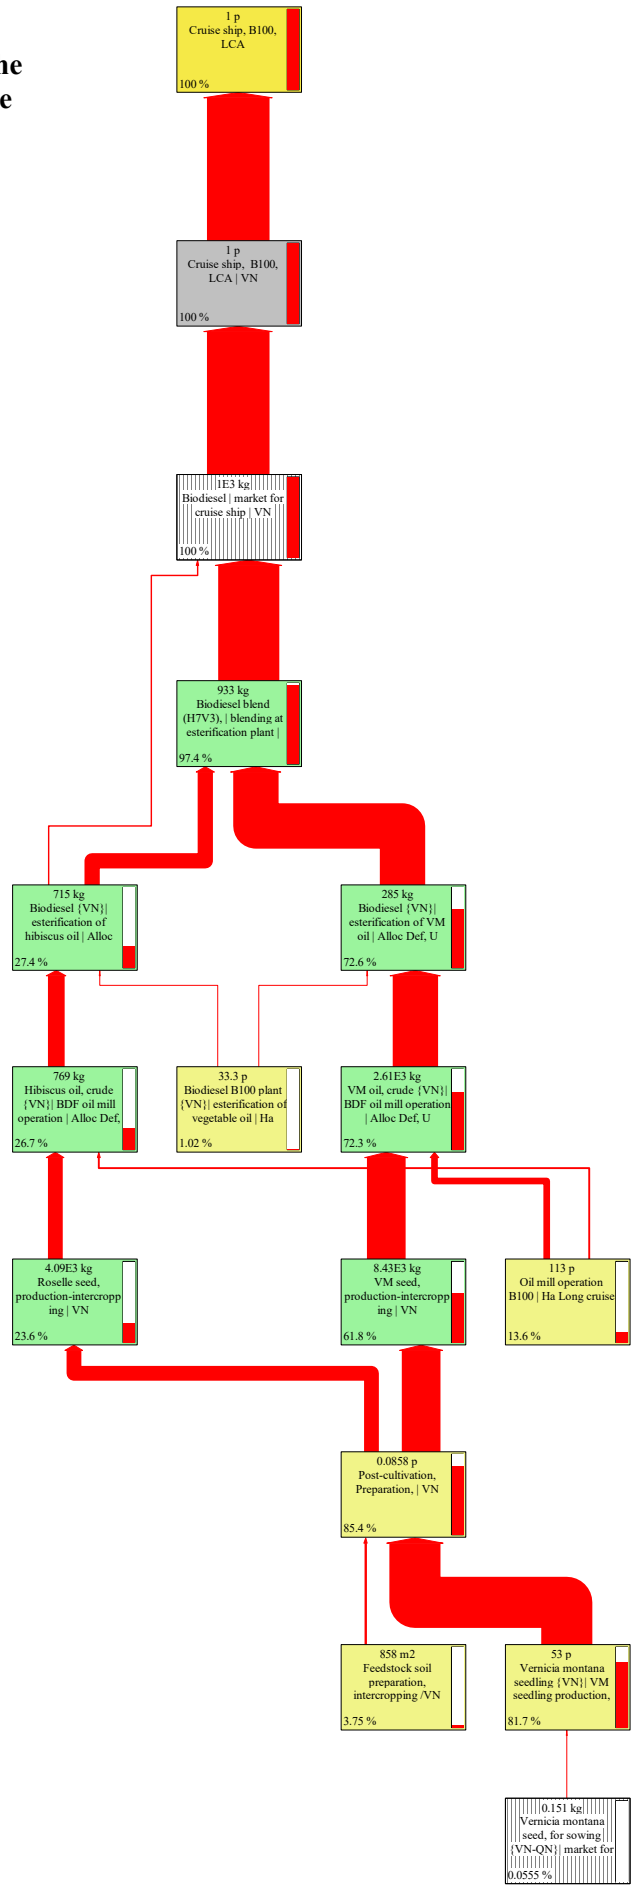 1 p
Cruise ship, B100,
LCA
100 %
ne
e
1 p
Cruise ship, B100,
LCA | VN
100 %
1E3 kg
Biodiesel | market for
cruise ship | VN
100 %
933 kg
Biodiesel blend
(H7V3), | blending at
esterification plant |
97.4 %
715 kg
Biodiesel {VN}|
esterification of
hibiscus oil | Alloc
27.4 %
285 kg
Biodiesel {VN}|
esterification of VM
oil | Alloc Def, U
72.6 %
769 kg
Hibiscus oil, crude
{VN}| BDF oil mill
operation | Alloc Def,
26.7 %
33.3 p
Biodiesel B100 plant
{VN}| esterification of
vegetable oil | Ha
1.02 %
2.61E3 kg
VM oil, crude {VN}|
BDF oil mill operation
| Alloc Def, U
72.3 %
4.09E3 kg
Roselle seed,
production-intercropp
ing | VN
23.6 %
8.43E3 kg
VM seed,
production-intercropp
ing | VN
61.8 %
113 p
Oil mill operation
B100 | Ha Long cruise
13.6 %
0.0858 p
Post-cultivation,
Preparation, | VN
85.4 %
858 m2
Feedstock soil
preparation,
intercropping /VN
3.75 %
53 p
Vernicia montana
seedling {VN}| VM
seedling production,
81.7 %
0.151 kg
Vernicia montana
seed, for sowing
{VN-QN}| market for
0.0555 %